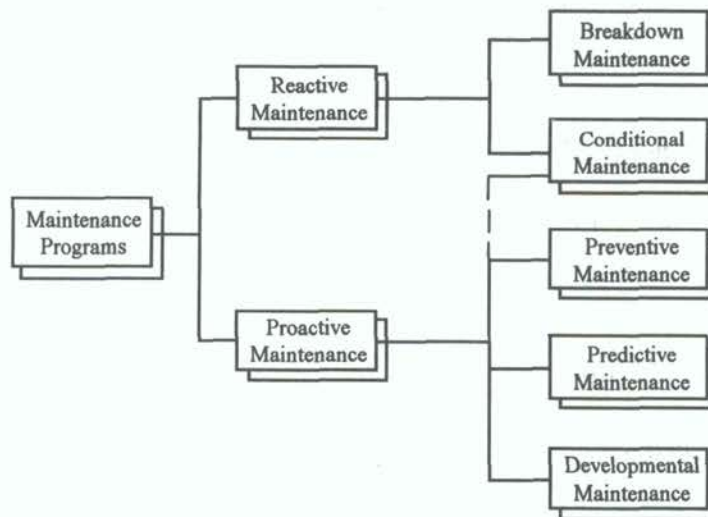 Breakdown
Maintenance
Reactive
Maintenance
Conditional
Maintenance
Maintenance
Programs
Preventive
Maintenance
Proactive
Maintenance
Predictive
Maintenance
Developmental
Maintenance